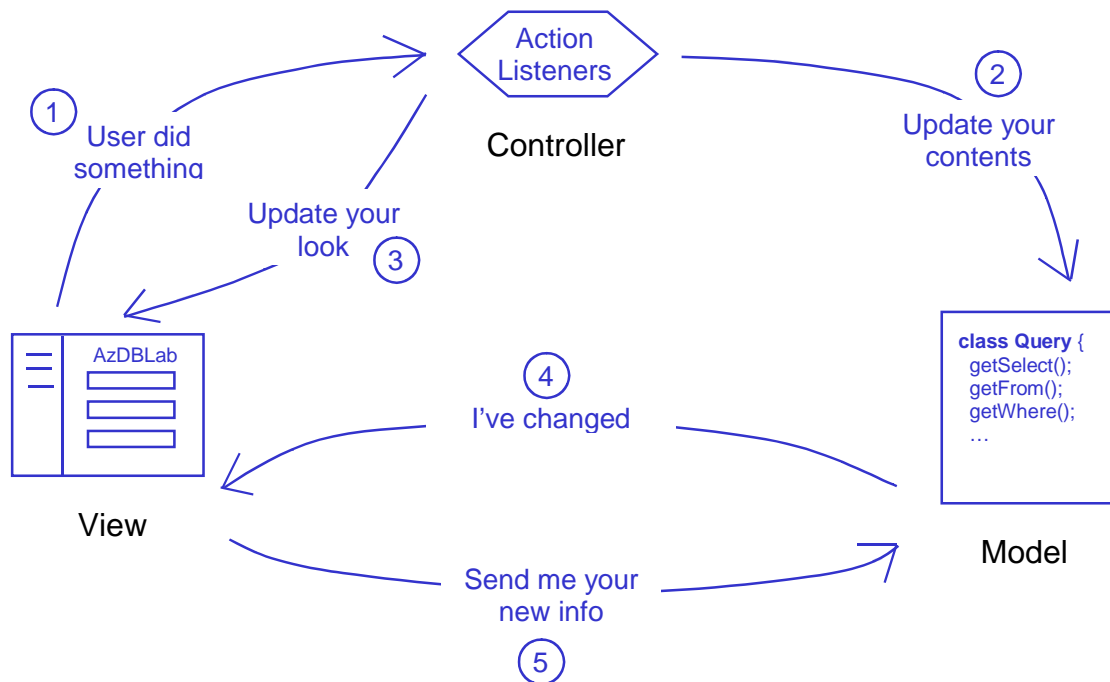 Action
Listeners
Controller
1
User did
something
2
Update your
contents
Update your
look
3
AzDBLab
View
4
I've changed
class Query {
getSelect();
getFrom();
getWhere();
…
Model
Send me your
new info
5